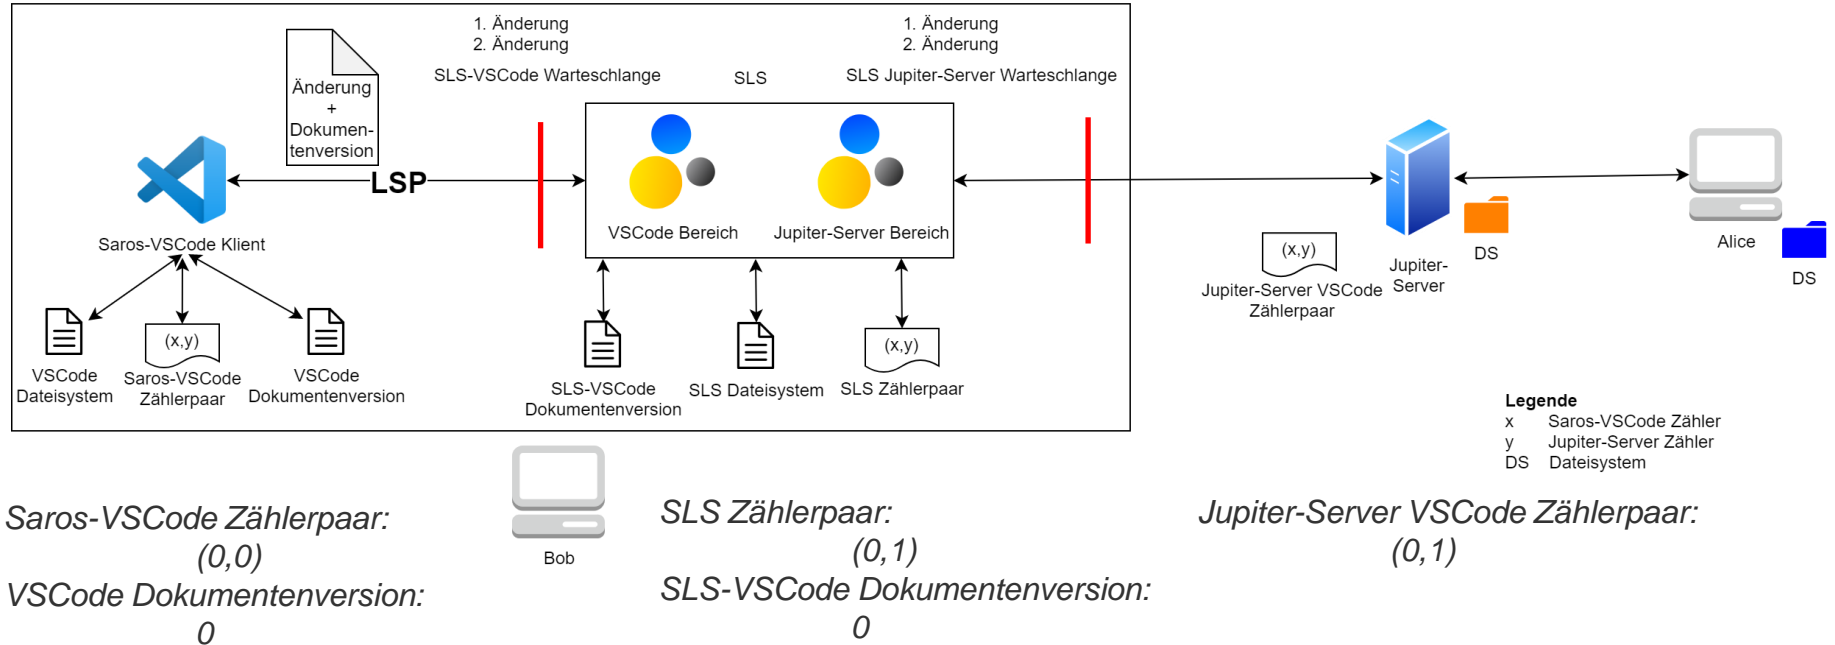 1. Änderung
2. Änderung
SLS-VSCode Warteschlange
SLS
1. Änderung
2. Änderung
SLS Jupiter-Server Warteschlange
Änderung
+
Dokumen-
tenversion
LSP
Saros-VSCode Klient
VSCode Bereich
Jupiter-Server Bereich
VSCode
Dateisystem
(x,y)
Saros-VSCode
Zählerpaar
VSCode
Dokumentenversion
SLS-VSCode
Dokumentenversion
SLS Dateisystem
(x,y)
SLS Zählerpaar
(x,y)
Jupiter-Server VSCode
Zählerpaar
Jupiter-
Server
DS
Alice
DS
Legende
x Saros-VSCode Zähler
y Jupiter-Server Zähler
DS Dateisystem
Bob
Saros-VSCode Zählerpaar:
(0,0)
VSCode Dokumentenversion:
0
SLS Zählerpaar:
(0,1)
SLS-VSCode Dokumentenversion:
0
Jupiter-Server VSCode Zählerpaar:
(0,1)